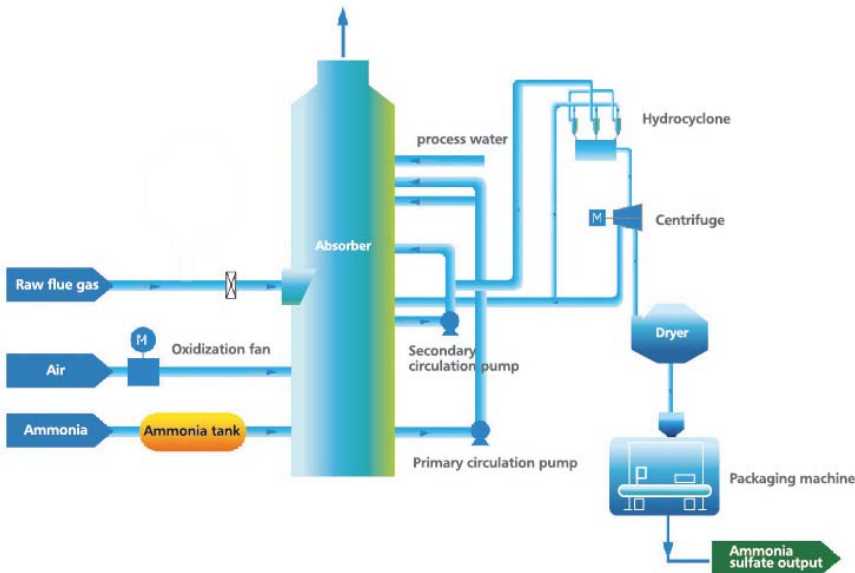 Hydrocyclone
process water
Centrifuge
Absorber
Raw flue gas
M
Dryer
M
Oxidization fan
Secondary
circulation pump
Air
Ammonia
Ammonia tank
Primary circulation pump
Packaging machine
Ammonia
sulfate output